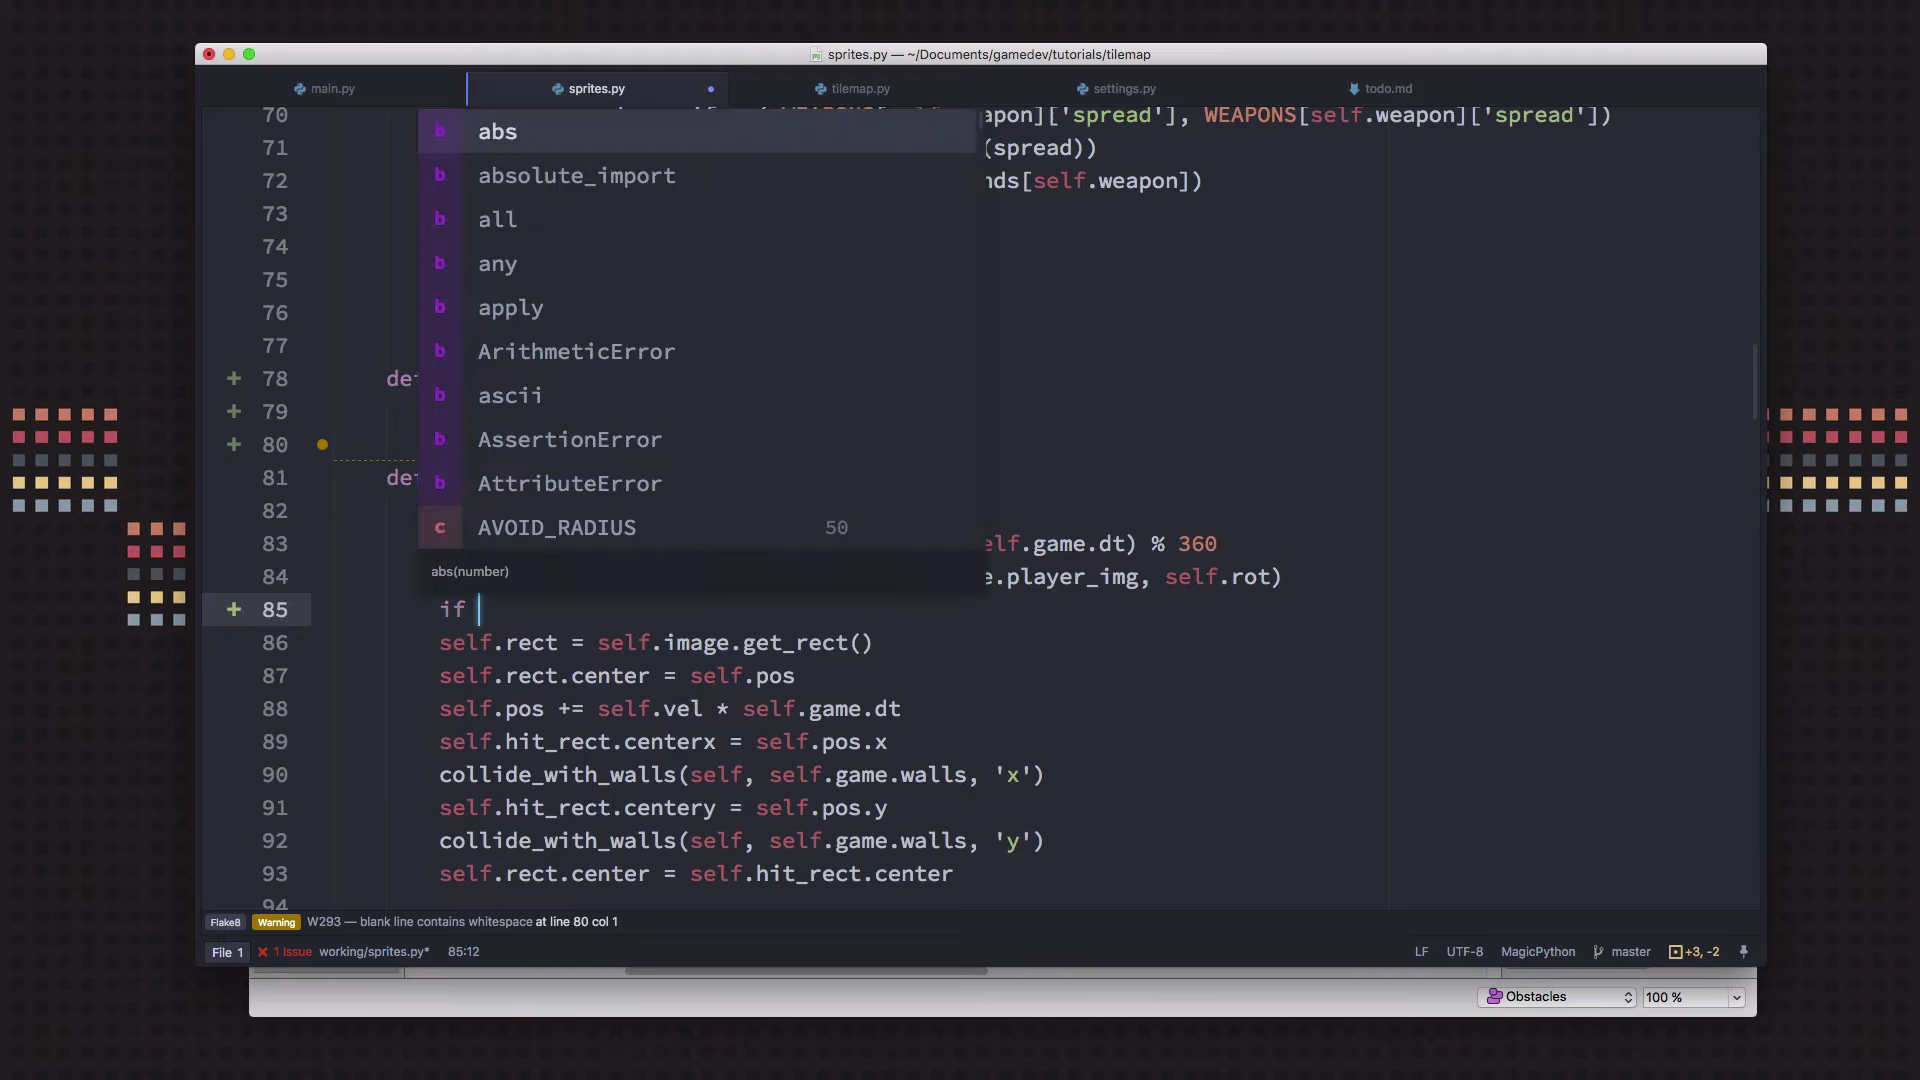 sprites.py — ~/Documents/gamedev/tutorials/tilemap
main.py
sprites.py
tilemap.py
settings.py
todo.md
70 apon]['spread'], WEAPONS[self.weapon]['spread'])
71 (spread))
72 nds[self.weapon])
73
74
75
76
77
+ 78 def
+ 79
+ 80
81 def
82
83 elf.game.dt) % 360
84 e.player_img, self.rot)
+ 85 if
86 self.rect = self.image.get_rect()
87 self.rect.center = self.pos
88 self.pos += self.vel * self.game.dt
89 self.hit_rect.centerx = self.pos.x
90 collide_with_walls(self, self.game.walls, 'x')
91 self.hit_rect.centery = self.pos.y
92 collide_with_walls(self, self.game.walls, 'y')
93 self.rect.center = self.hit_rect.center
94
b abs
b absolute_import
b all
b any
b apply
b ArithmeticError
b ascii
b AssertionError
b AttributeError
c AVOID_RADIUS 50
abs(number)
Flake8 Warning W293 — blank line contains whitespace at line 80 col 1
File 1 1 Issue working/sprites.py* 85:12 LF UTF-8 MagicPython master +3, -2
Obstacles 100 %